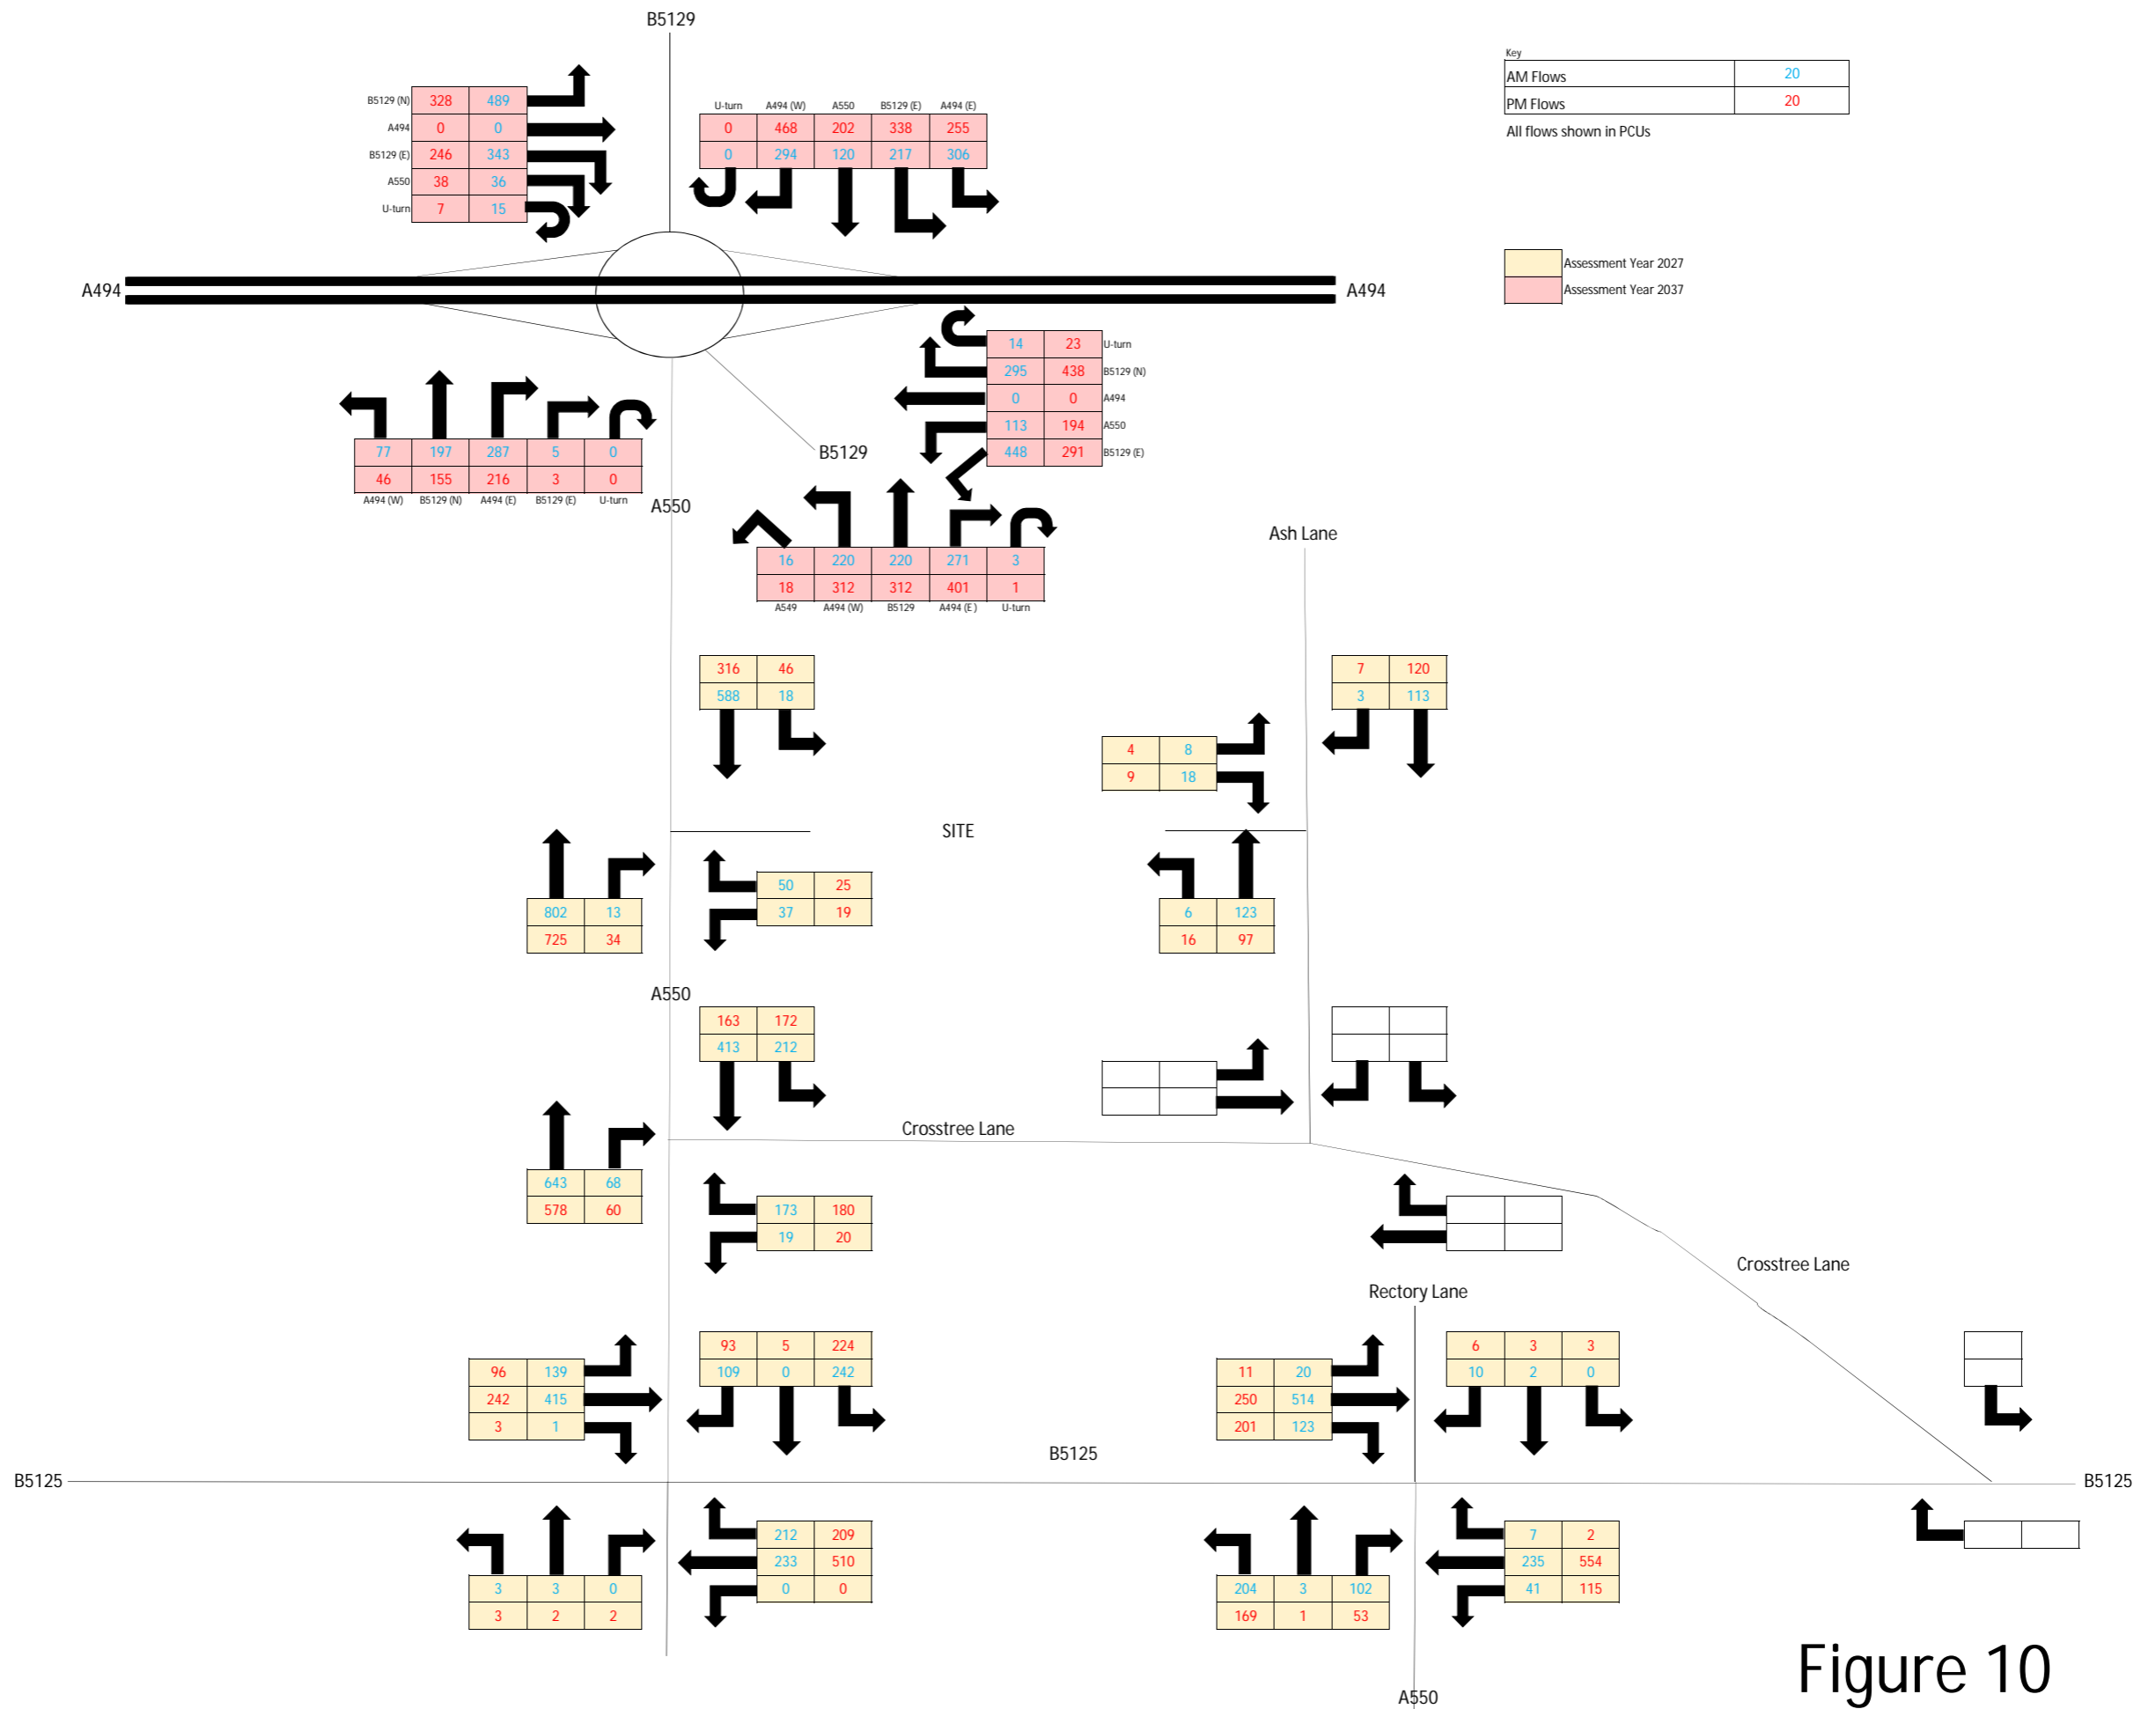 B5129
Key
AM Flows 20
PM Flows 20
All flows shown in PCUs
Assessment Year 2027
Assessment Year 2037
B5129 (N) 328 489
A494 0 0
B5129 (E) 246 343
A550 38 36
U-turn 7 15
U-turn A494 (W) A550 B5129 (E) A494 (E)
0 468 202 338 255
0 294 120 217 306
A494
A494
14 23 U-turn
295 438 B5129 (N)
0 0 A494
113 194 A550
448 291 B5129 (E)
77 197 287 5 0
46 155 216 3 0
A494 (W) B5129 (N) A494 (E) B5129 (E) U-turn
B5129
A550
16 220 220 271 3
18 312 312 401 1
A549 A494 (W) B5129 A494 (E) U-turn
Ash Lane
316 46
588 18
7 120
3 113
4 8
9 18
SITE
50 25
37 19
802 13
725 34
6 123
16 97
A550
163 172
413 212
Crosstree Lane
643 68
578 60
173 180
19 20
Crosstree Lane
Rectory Lane
96 139
242 415
3 1
93 5 224
109 0 242
11 20
250 514
201 123
6 3 3
10 2 0
B5125
B5125
B5125
212 209
233 510
0 0
3 3 0
3 2 2
204 3 102
169 1 53
7 2
235 554
41 115
A550
Figure 10